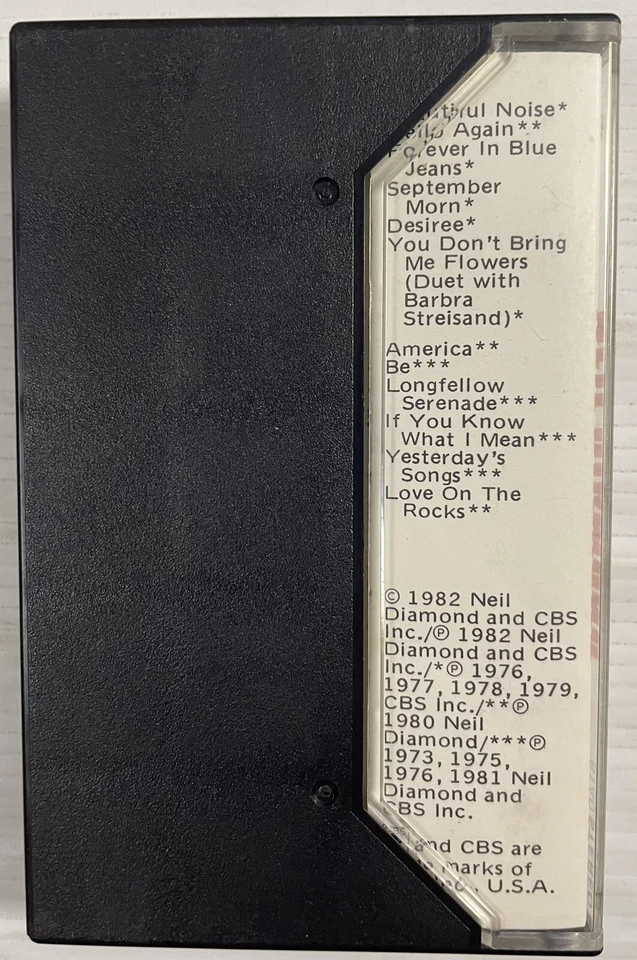 Noise*
Again**
Forever In Blue
Jeans*
September
Morn*
Desiree*
You Don't Bring
Me Flowers
(Duet with
Barbra
Streisand)*
America**
Be***
Longfellow
Serenade***
If You Know
What I Mean***
Yesterday's
Songs***
Love On The
Rocks**
© 1982 Neil
Diamond and CBS
Inc./℗ 1982 Neil
Diamond and CBS
Inc./*℗ 1976,
1977, 1978, 1979,
CBS Inc./**℗
1980 Neil
Diamond/***℗
1973, 1975,
1976, 1981 Neil
Diamond and
CBS Inc.
and CBS are
marks of
Inc., U.S.A.